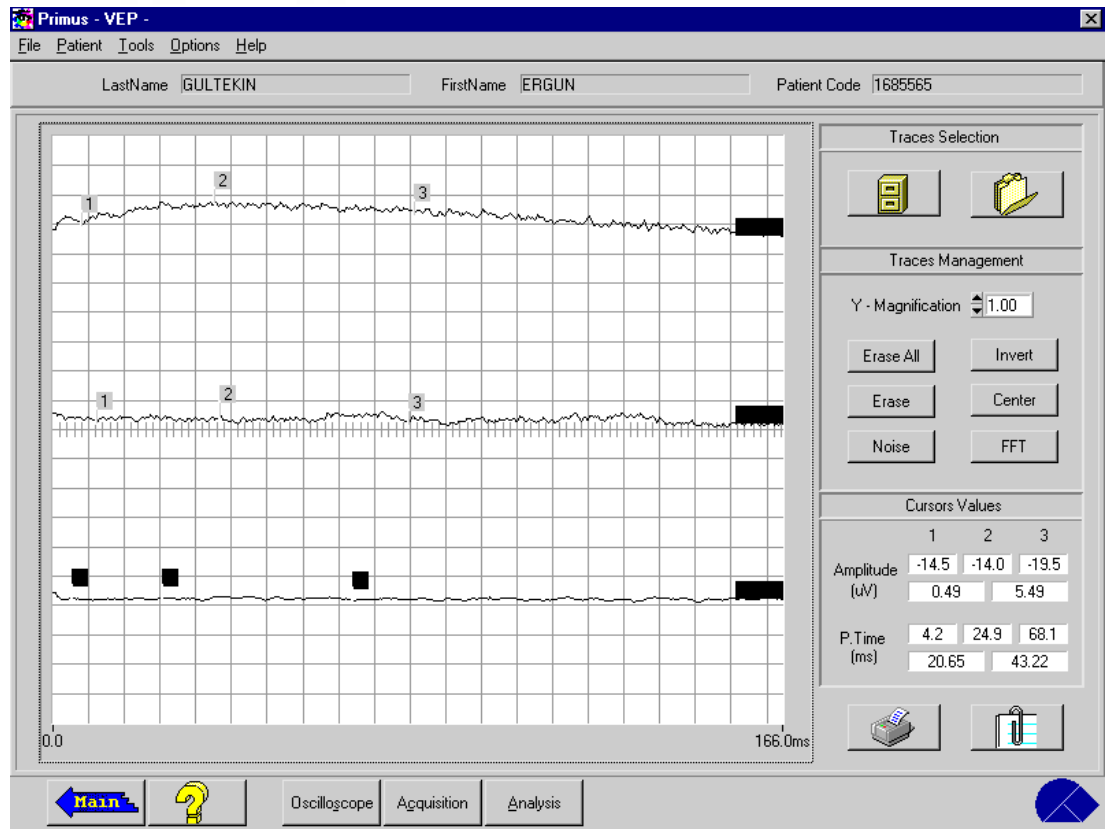 Primus - VEP -
File Patient Tools Options Help
LastName GULTEKIN FirstName ERGUN Patient Code 1685565
Traces Selection
1 2 3
Traces Management
Y - Magnification 1.00
Erase All Invert
1 2 3
Erase Center
Noise FFT
Cursors Values
1 2 3
Amplitude (uV) -14.5 -14.0 -19.5
0.49 5.49
P.Time (ms) 4.2 24.9 68.1
20.65 43.22
0.0 166.0ms
Main ? Oscilloscope Acquisition Analysis